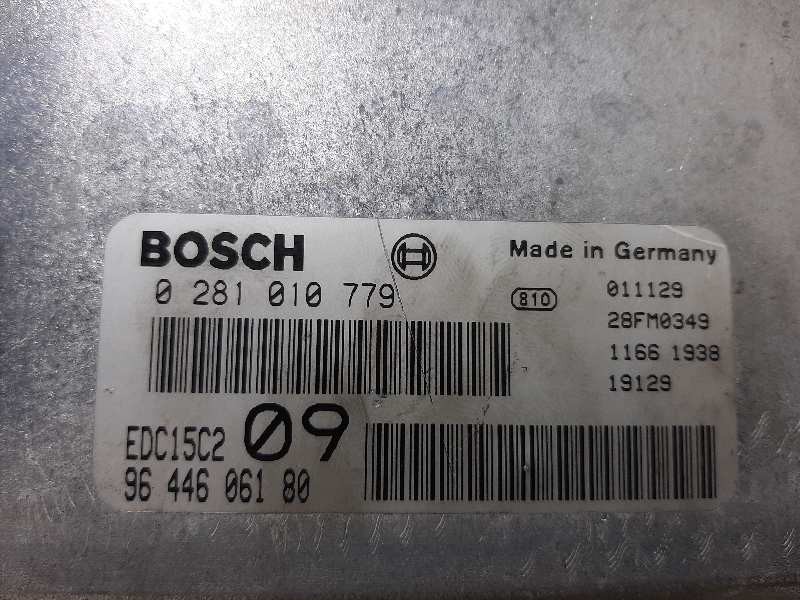 BOSCH
Made in Germany
0 281 010 779
810
011129
28FM0349
1166 1938
19129
EDC15C2 09
96 446 061 80